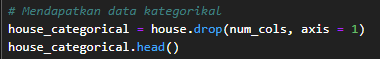 # Mendapatkan data kategorikal
house_categorical = house.drop(num_cols, axis = 1)
house_categorical.head()